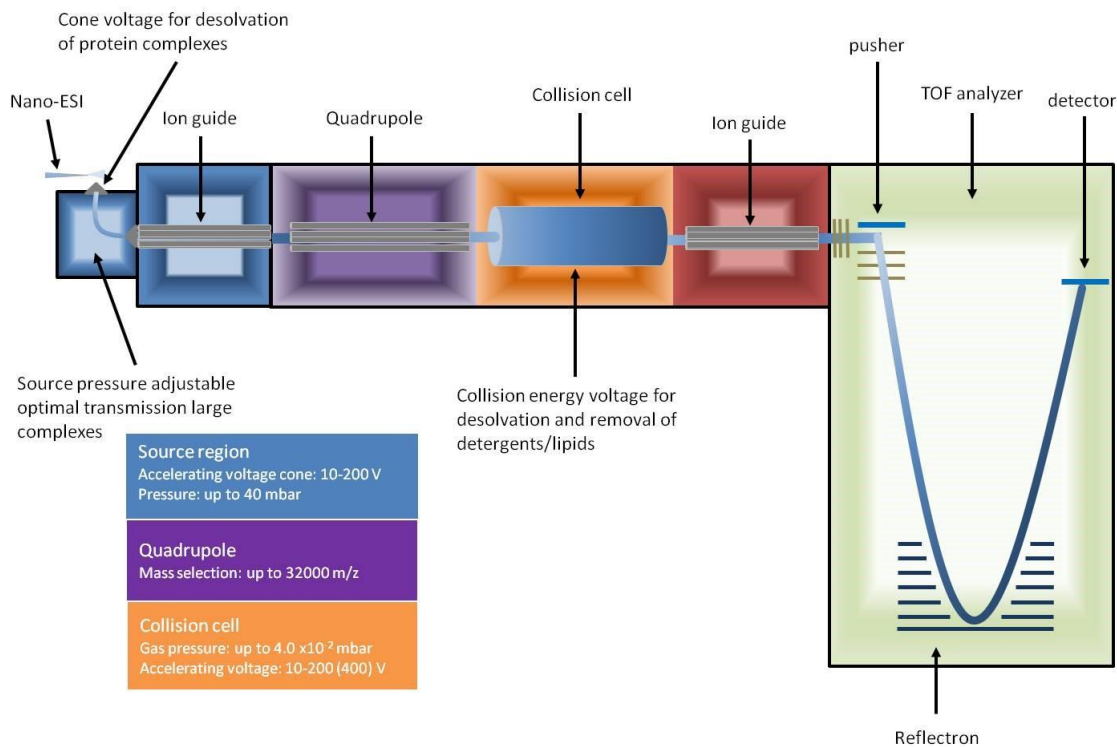 Cone voltage for desolvation
of protein complexes
Nano-ESI
Ion guide
Quadrupole
Collision cell
Ion guide
pusher
TOF analyzer
detector
Source pressure adjustable
optimal transmission large
complexes
Collision energy voltage for
desolvation and removal of
detergents/lipids
Source region
Accelerating voltage cone: 10-200 V
Pressure: up to 40 mbar
Quadrupole
Mass selection: up to 32000 m/z
Collision cell
Gas pressure: up to 4.0 x10⁻² mbar
Accelerating voltage: 10-200 (400) V
Reflectron